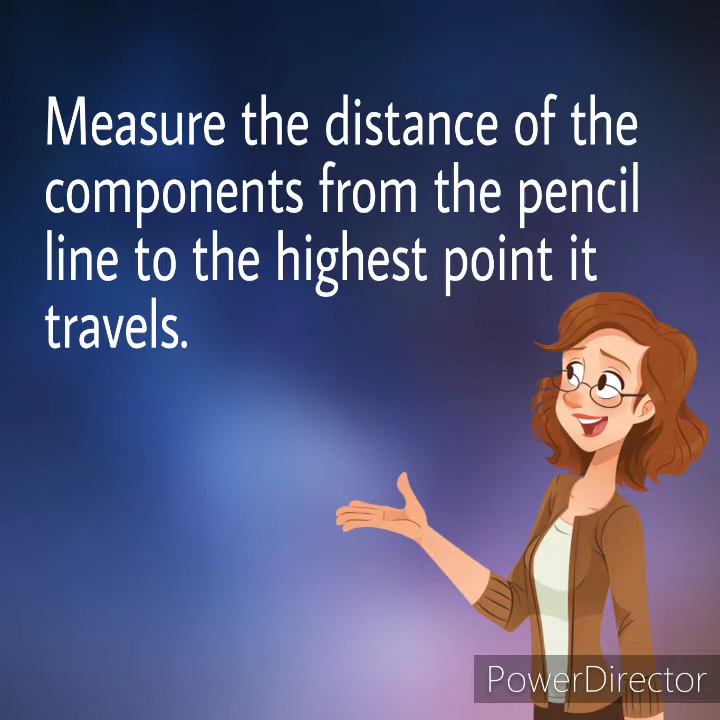 Measure the distance of the
components from the pencil
line to the highest point it
travels.
PowerDirector